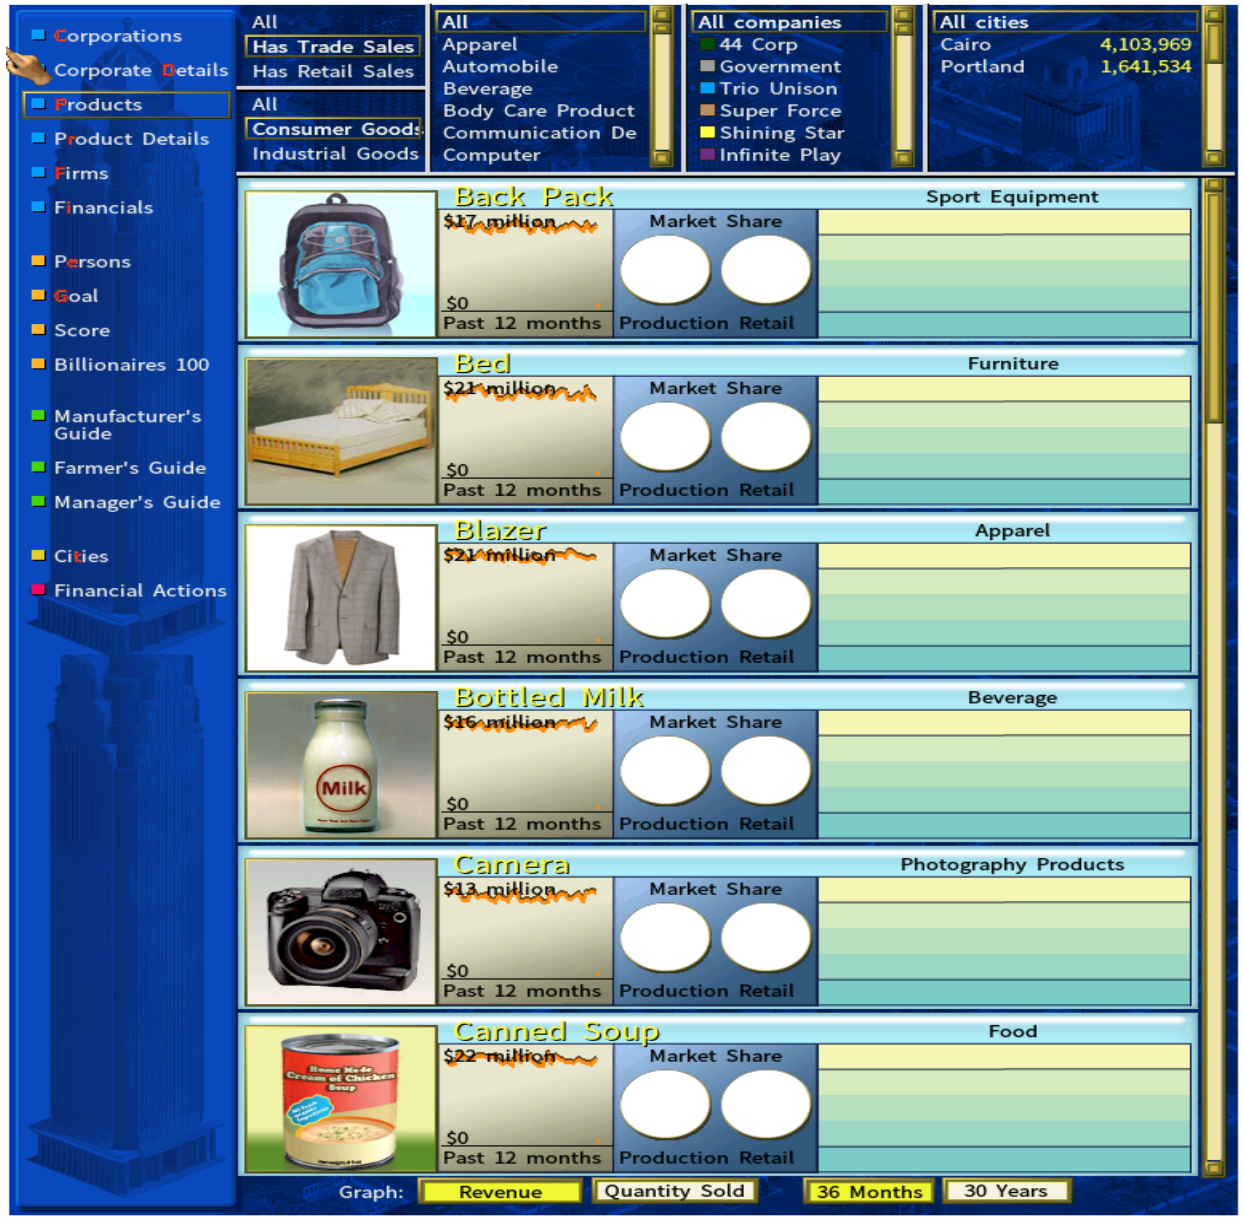 Corporations
Corporate Details
Products
Product Details
Firms
Financials
Persons
Goal
Score
Billionaires 100
Manufacturer's
Guide
Farmer's Guide
Manager's Guide
Cities
Financial Actions
All
Has Trade Sales
Has Retail Sales
All
Consumer Goods
Industrial Goods
All
Apparel
Automobile
Beverage
Body Care Product
Communication De
Computer
All companies
44 Corp
Government
Trio Unison
Super Force
Shining Star
Infinite Play
All cities
Cairo 4,103,969
Portland 1,641,534
Back Pack Sport Equipment
$17 million Market Share
$0
Past 12 months Production Retail
Bed Furniture
$21 million Market Share
$0
Past 12 months Production Retail
Blazer Apparel
$21 million Market Share
$0
Past 12 months Production Retail
Bottled Milk Beverage
$16 million Market Share
Milk
$0
Past 12 months Production Retail
Camera Photography Products
$13 million Market Share
$0
Past 12 months Production Retail
Canned Soup Food
$22 million Market Share
Home Made
Cream of Chicken
Soup
$0
Past 12 months Production Retail
Graph: Revenue Quantity Sold 36 Months 30 Years